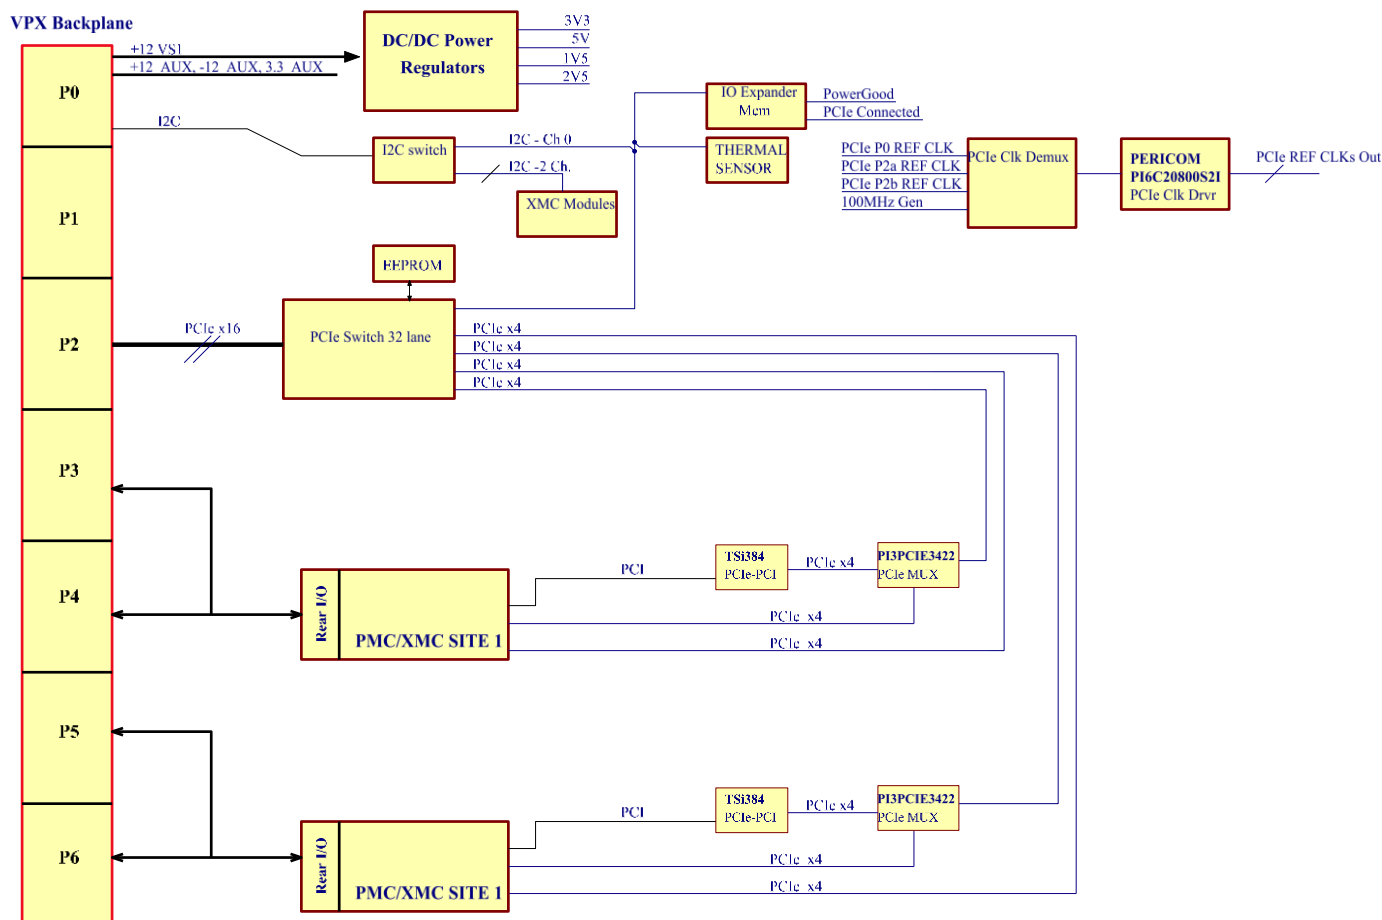 VPX Backplane
P0
P1
P2
P3
P4
P5
P6
+12 VS1
+12 AUX, -12 AUX, 3.3 AUX
DC/DC Power
Regulators
3V3
5V
1V5
2V5
I2C
I2C switch
I2C - Ch 0
I2C -2 Ch.
XMC Modules
IO Expander
Mem
PowerGood
PCIe Connected
THERMAL
SENSOR
PCIe P0 REF CLK
PCIe P2a REF CLK
PCIe P2b REF CLK
100MHz Gen
PCIe Clk Demux
PERICOM
PI6C20800S2I
PCIe Clk Drvr
PCIe REF CLKs Out
EEPROM
PCIe x16
PCIe Switch 32 lane
PCIe x4
PCIe x4
PCIe x4
PCIe x4
Rear I/O
PMC/XMC SITE 1
PCI
TSi384
PCIe-PCI
PCIe x4
PI3PCIE3422
PCIe MUX
PCIe x4
PCIe x4
Rear I/O
PMC/XMC SITE 1
PCI
TSi384
PCIe-PCI
PCIe x4
PI3PCIE3422
PCIe MUX
PCIe x4
PCIe x4